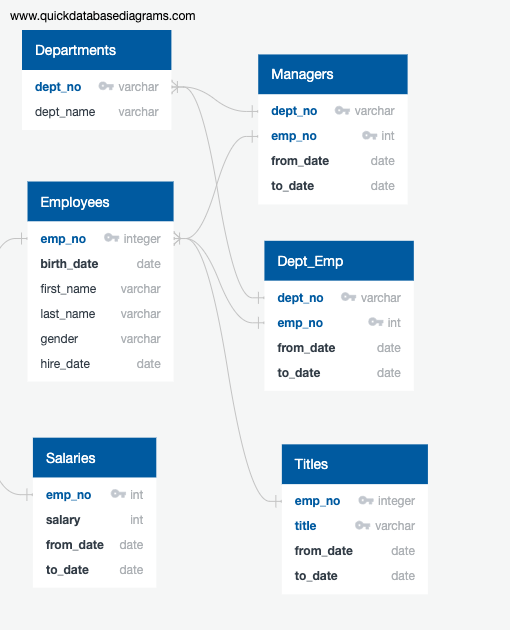 www.quickdatabasediagrams.com
Departments
dept_no varchar
dept_name varchar
Managers
dept_no varchar
emp_no int
from_date date
to_date date
Employees
emp_no integer
birth_date date
first_name varchar
last_name varchar
gender varchar
hire_date date
Dept_Emp
dept_no varchar
emp_no int
from_date date
to_date date
Salaries
emp_no int
salary int
from_date date
to_date date
Titles
emp_no integer
title varchar
from_date date
to_date date